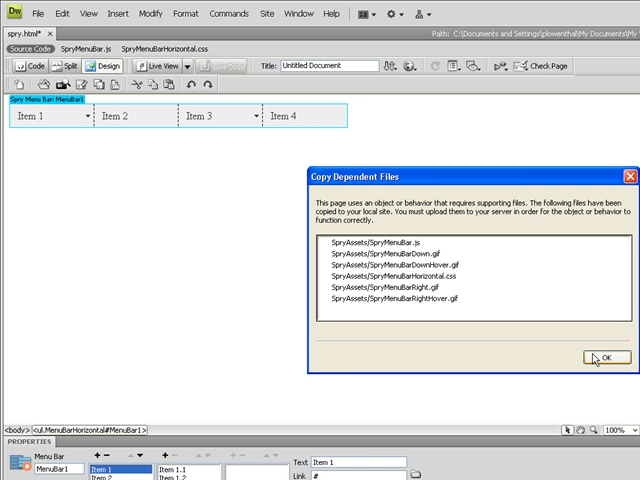 Dw File Edit View Insert Modify Format Commands Site Window Help
spry.html* Path: C:\Documents and Settings\plowenthal\My Documents\My
Source Code SpryMenuBar.js SpryMenuBarHorizontal.css
Code Split Design Live View Live Code Title: Untitled Document Check Page
Spry Menu Bar: MenuBar1
Item 1 Item 2 Item 3 Item 4
Copy Dependent Files
This page uses an object or behavior that requires supporting files. The following files have been
copied to your local site. You must upload them to your server in order for the object or behavior to
function correctly.
SpryAssets/SpryMenuBar.js
SpryAssets/SpryMenuBarDown.gif
SpryAssets/SpryMenuBarDownHover.gif
SpryAssets/SpryMenuBarHorizontal.css
SpryAssets/SpryMenuBarRight.gif
SpryAssets/SpryMenuBarRightHover.gif
OK
<body> <ul.MenuBarHorizontal#MenuBar1> 100%
PROPERTIES
Menu Bar
MenuBar1
Item 1 Item 1.1 Text Item 1
Item 2 Item 1.2 Link #